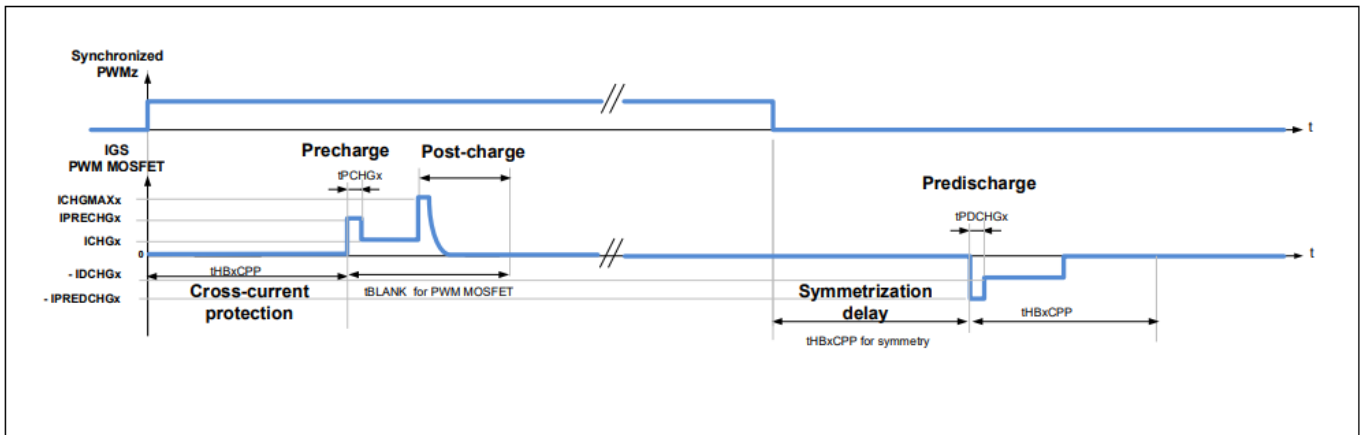 Synchronized
PWMz
t
IGS
PWM MOSFET
Precharge
Post-charge
tPCHGx
Predischarge
tPDCHGx
ICHGMAXx
IPRECHGx
ICHGx
0
t
- IDCHGx
- IPREDCHGx
tHBxCPP
Cross-current
protection
tBLANK for PWM MOSFET
Symmetrization
delay
tHBxCPP for symmetry
tHBxCPP